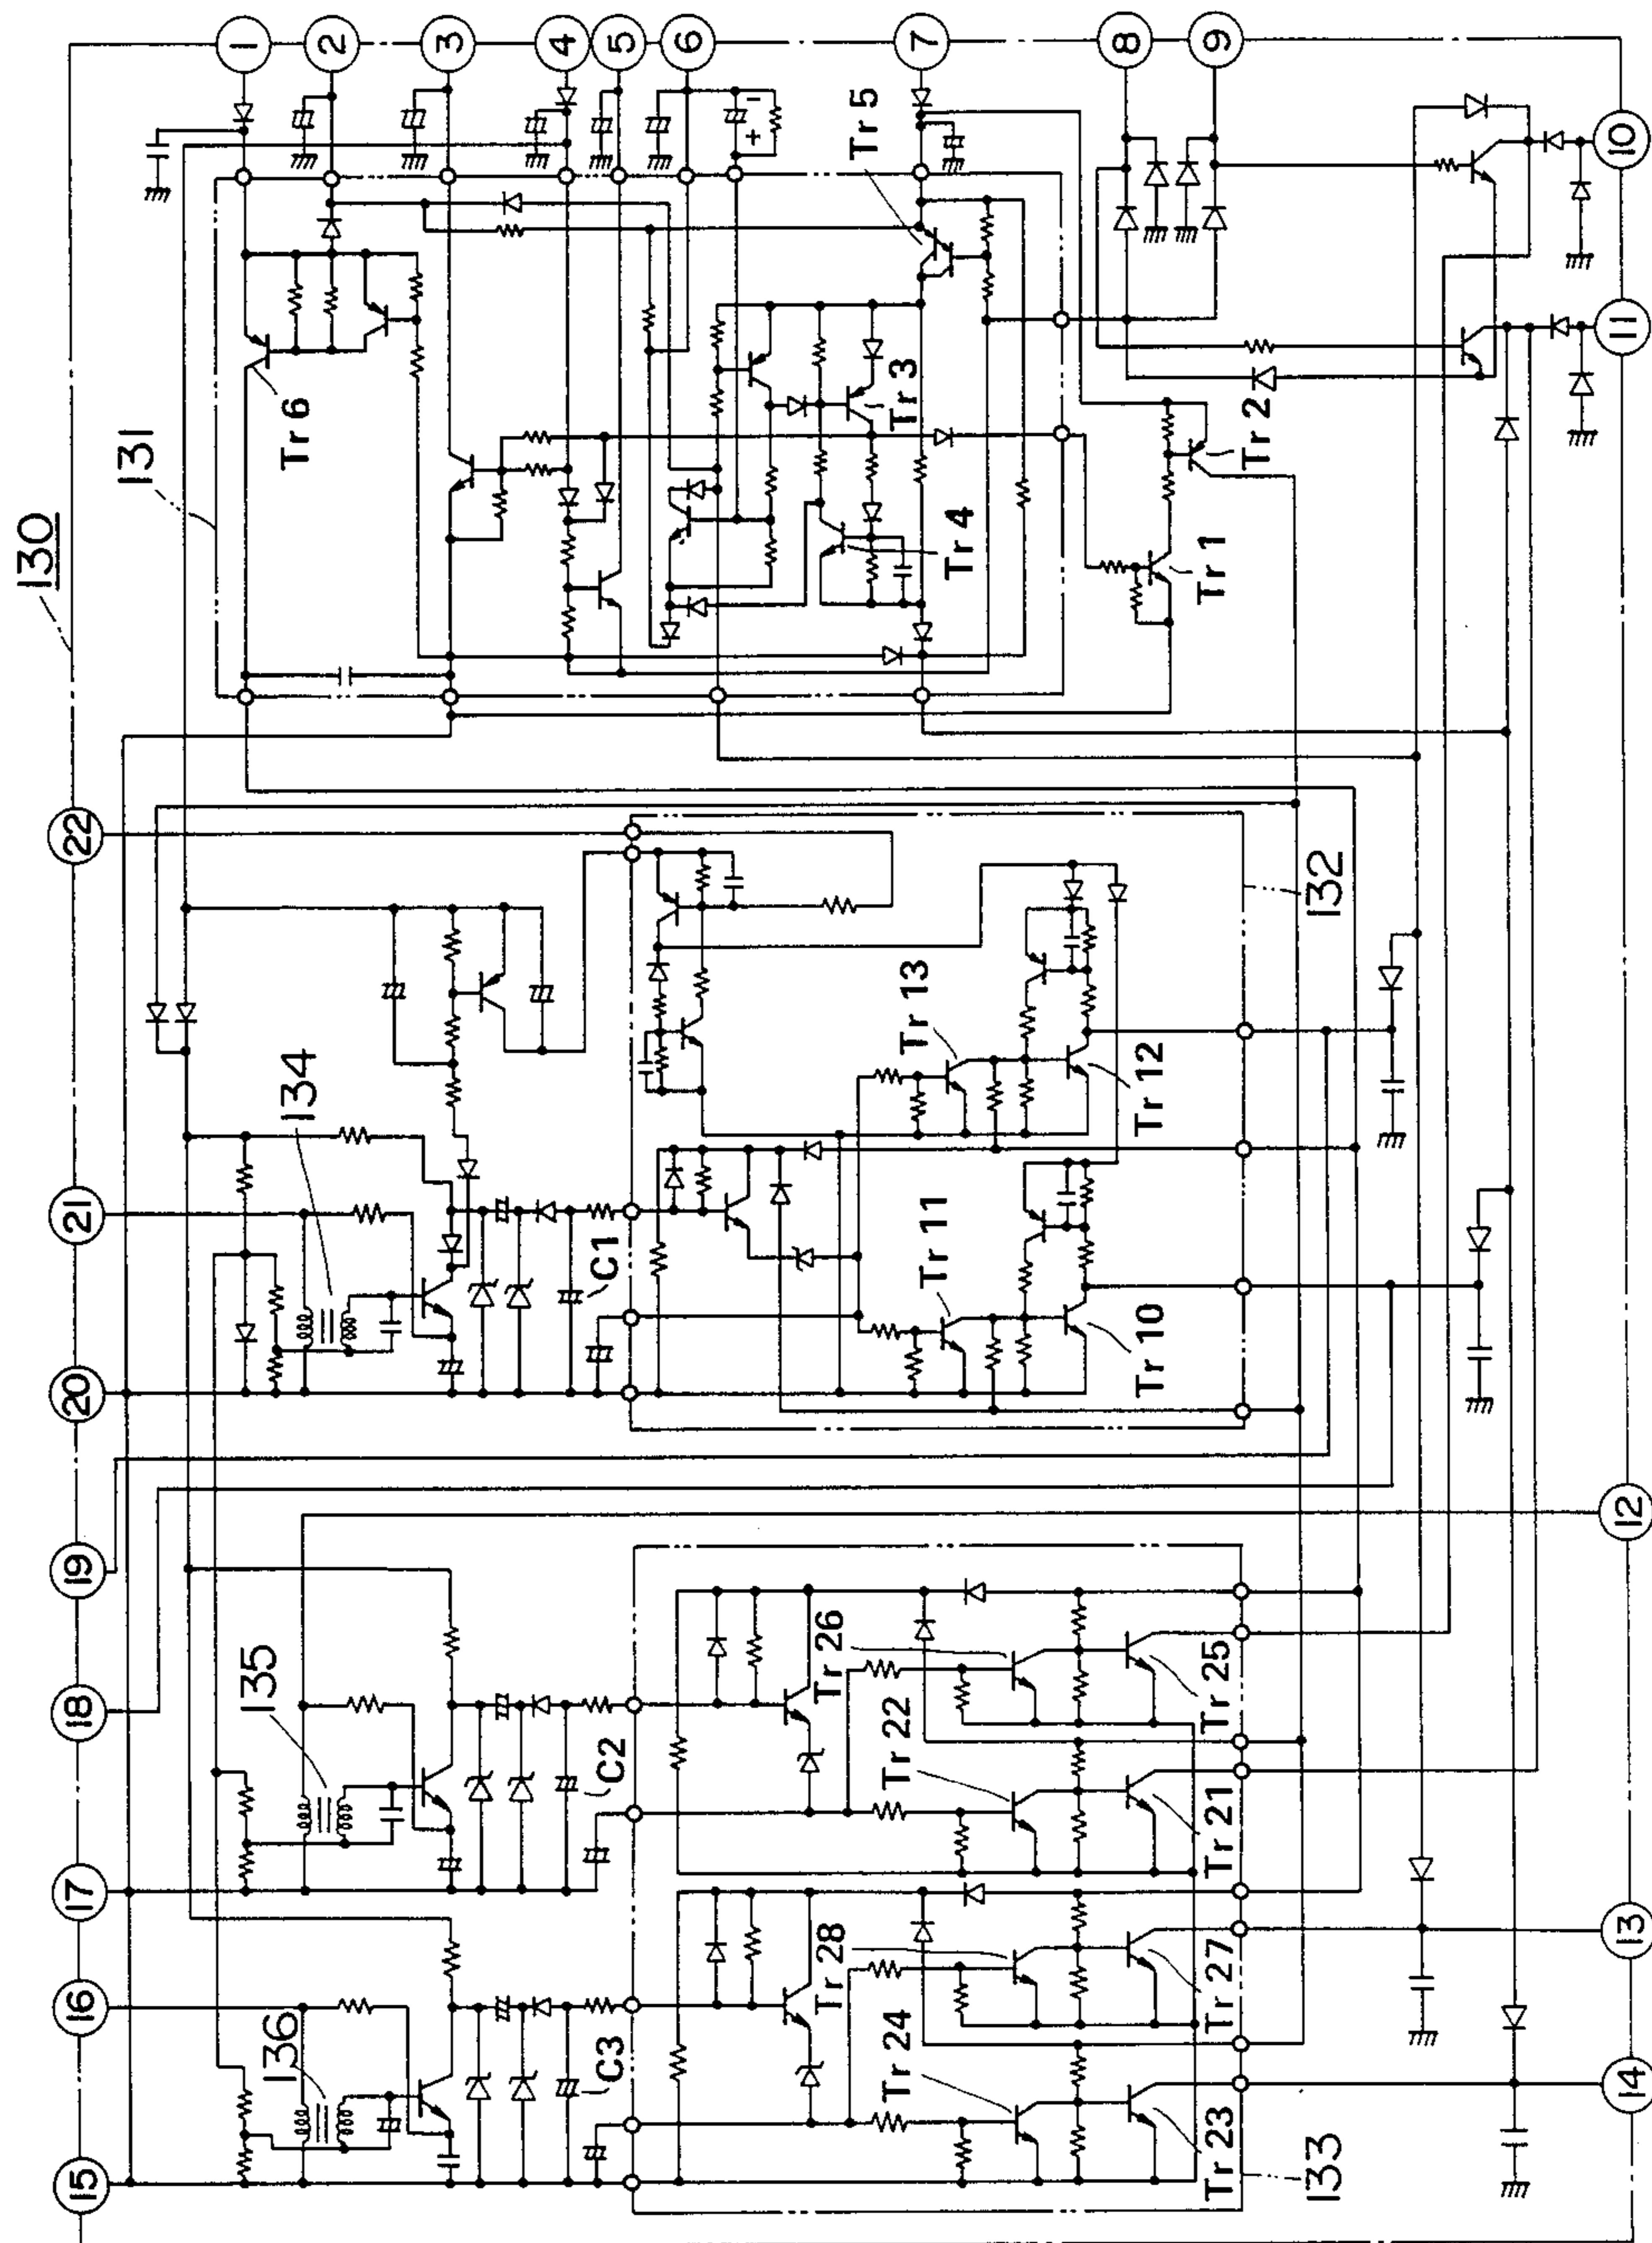 130
131
1
2
3
4
5
6
7
8
9
10
11
Tr 6
Tr 5
Tr 3
Tr 4
Tr 2
Tr 1
+
-
22
21
20
19
18
17
16
15
134
135
136
C1
C2
C3
132
Tr 13
Tr 12
Tr 11
Tr 10
Tr 26
Tr 25
Tr 22
Tr 21
Tr 28
Tr 27
Tr 24
Tr 23
133
12
13
14